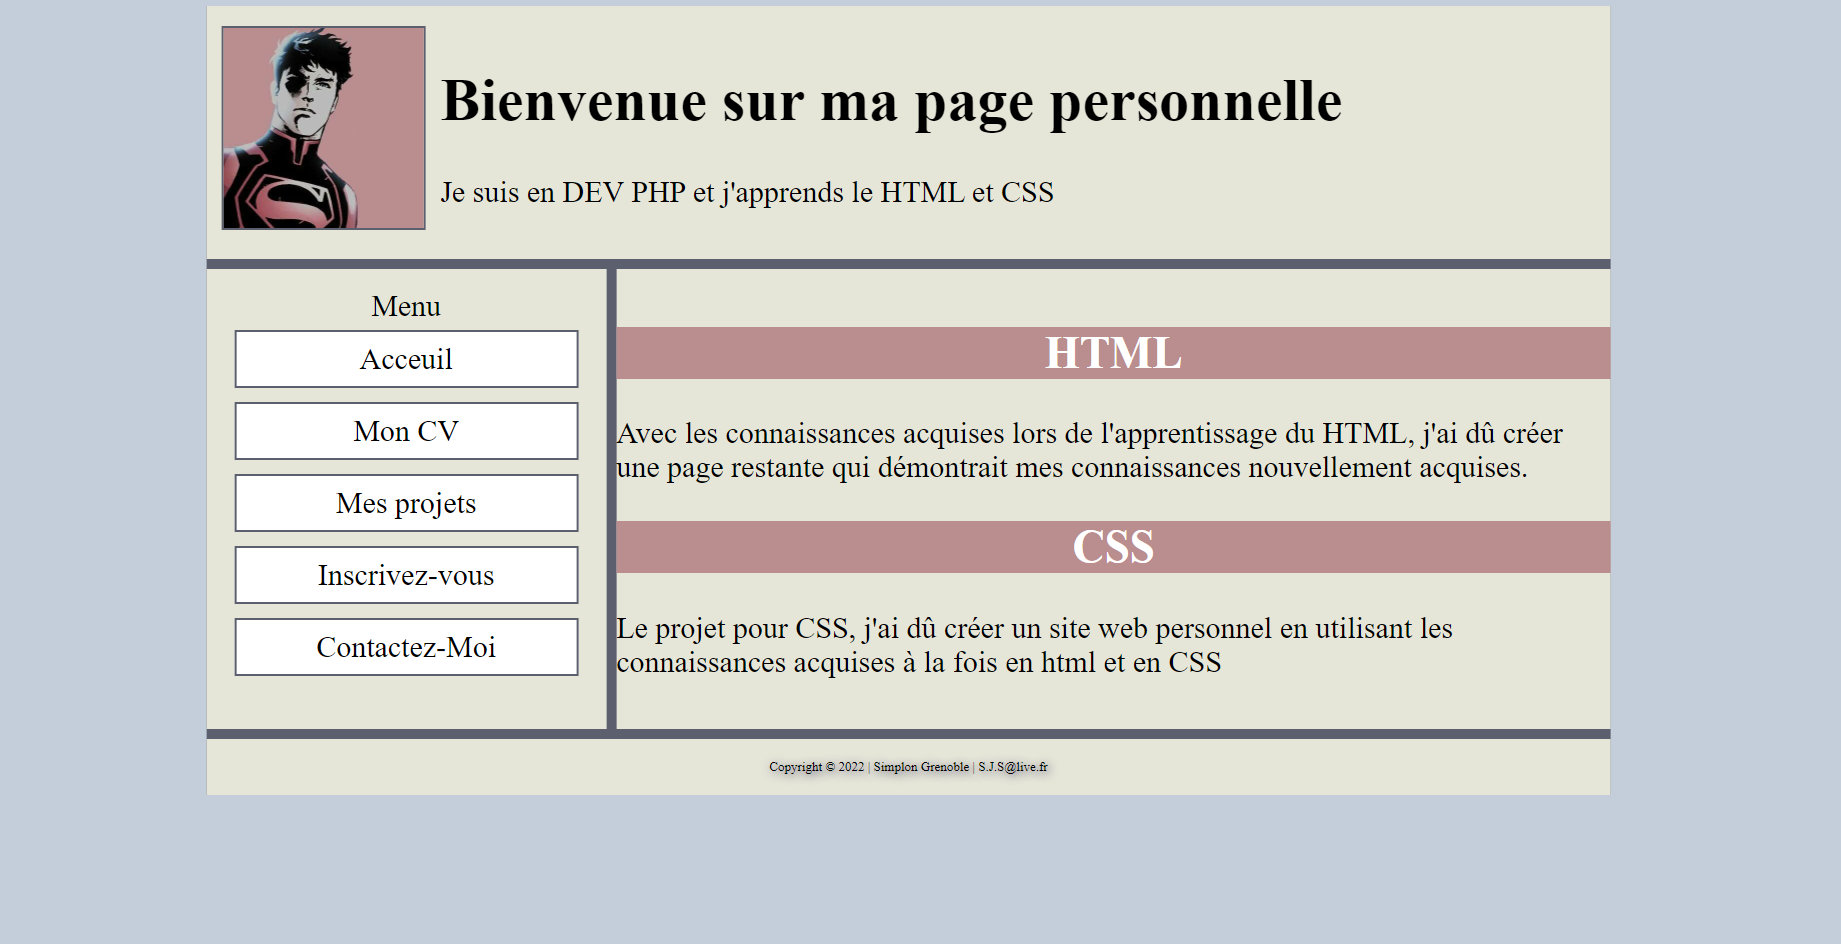 Bienvenue sur ma page personnelle
Je suis en DEV PHP et j'apprends le HTML et CSS
Menu
Acceuil
Mon CV
Mes projets
Inscrivez-vous
Contactez-Moi
HTML
Avec les connaissances acquises lors de l'apprentissage du HTML, j'ai dû créer
une page restante qui démontrait mes connaissances nouvellement acquises.
CSS
Le projet pour CSS, j'ai dû créer un site web personnel en utilisant les
connaissances acquises à la fois en html et en CSS
Copyright © 2022 | Simplon Grenoble | S.J.S@live.fr